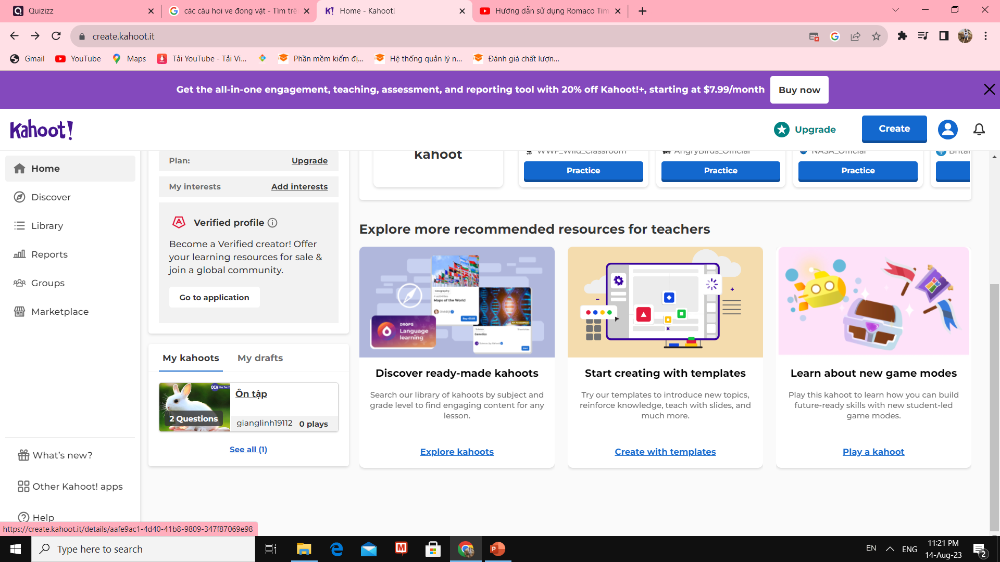 Quizizz
các câu hoi ve đong vật - Tìm trê
Home - Kahoot!
Hướng dẫn sử dụng Romaco Tim
create.kahoot.it
Gmail
YouTube
Maps
Tải YouTube - Tải Vi...
Phần mềm kiểm đị...
Hệ thống quản lý n...
Đánh giá chất lượn...
Get the all-in-one engagement, teaching, assessment, and reporting tool with 20% off Kahoot!+, starting at $7.99/month
Buy now
Kahoot!
Upgrade
Create
Home
Discover
Library
Reports
Groups
Marketplace
What's new?
Other Kahoot! apps
Help
Plan:
Upgrade
My interests
Add interests
Verified profile
Become a Verified creator! Offer
your learning resources for sale &
join a global community.
Go to application
My kahoots
My drafts
Ôn tập
2 Questions
gianglinh19112
0 plays
See all (1)
kahoot
WWF_Wild_Classroom
AngryBirds_Official
NASA_Official
Britan
Practice
Practice
Practice
Explore more recommended resources for teachers
Geography
Maps of the World
DROPS
Language
learning
Science
Genetics
Discover ready-made kahoots
Search our library of kahoots by subject and
grade level to find engaging content for any
lesson.
Explore kahoots
Start creating with templates
Try our templates to introduce new topics,
reinforce knowledge, teach with slides, and
much more.
Create with templates
Learn about new game modes
Play this kahoot to learn how you can build
future-ready skills with new student-led
game modes.
Play a kahoot
https://create.kahoot.it/details/aafe9ac1-4d40-41b8-9809-347f87069e98
Type here to search
EN
ENG
11:21 PM
14-Aug-23
2